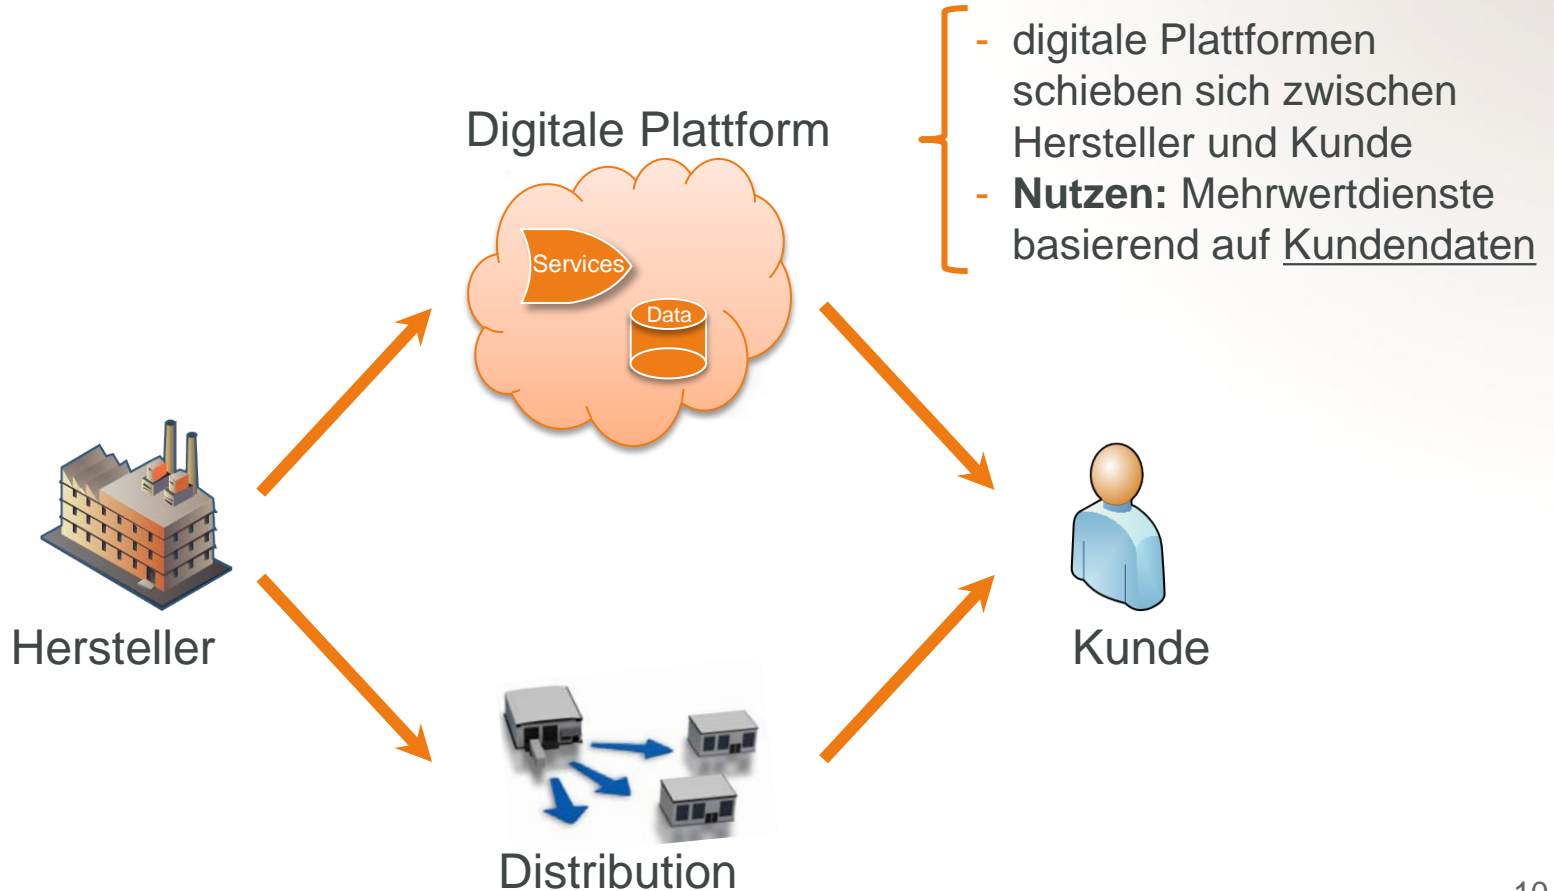 - digitale Plattformen
schieben sich zwischen
Hersteller und Kunde
- Nutzen: Mehrwertdienste
basierend auf Kundendaten
Digitale Plattform
Services
Data
Hersteller
Kunde
Distribution
10